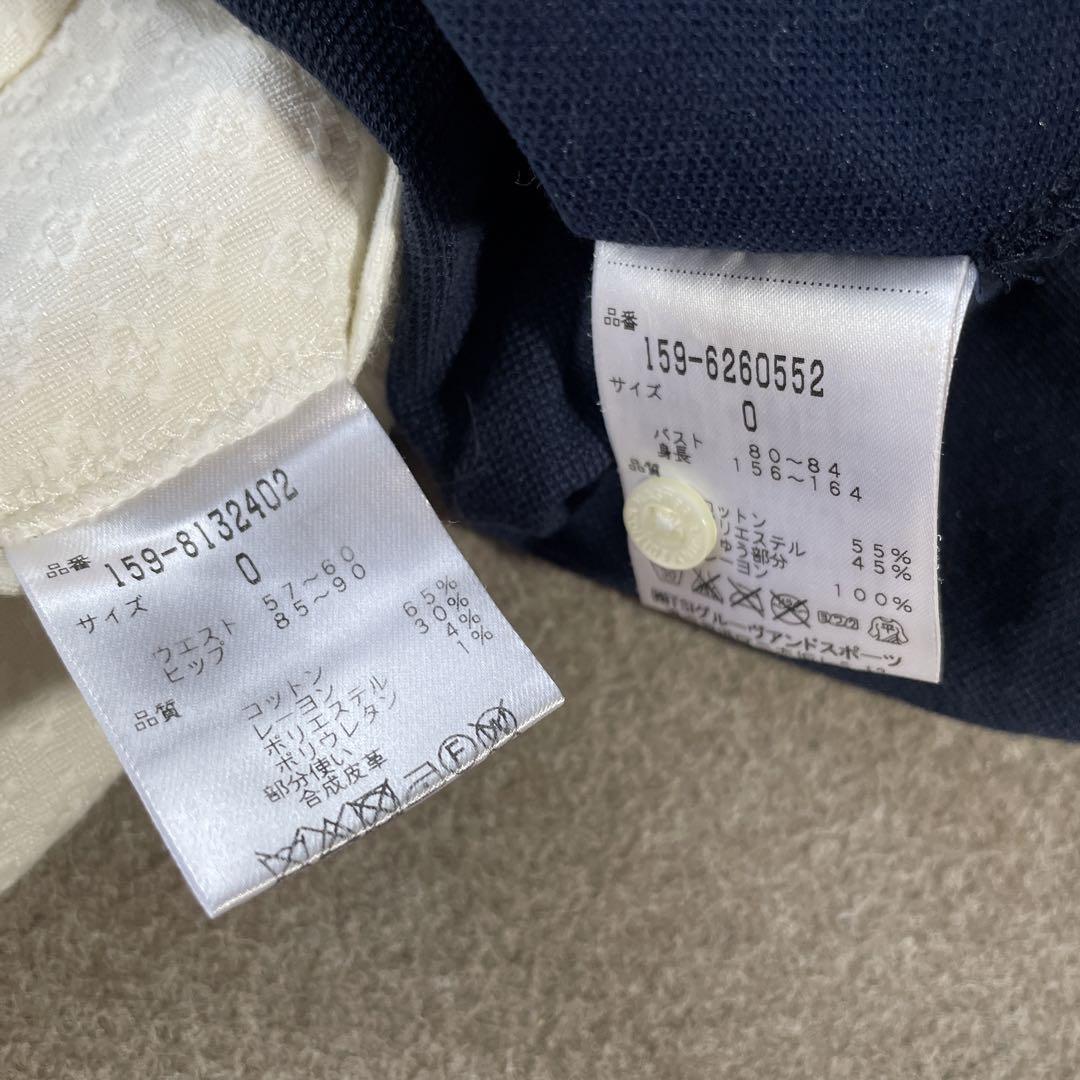 品番
159-8132402
サイズ
0
ウエスト 57～60
ヒップ 85～90
品質
コットン 65%
レーヨン 30%
ポリエステル 4%
ポリウレタン 1%
部分使い
合成皮革
品番
159-6260552
サイズ
0
バスト 80～84
身長 156～164
品質
コットン 55%
エステル 45%
部分
ーヨン 100%
TSIグルーヴアンドスポーツ